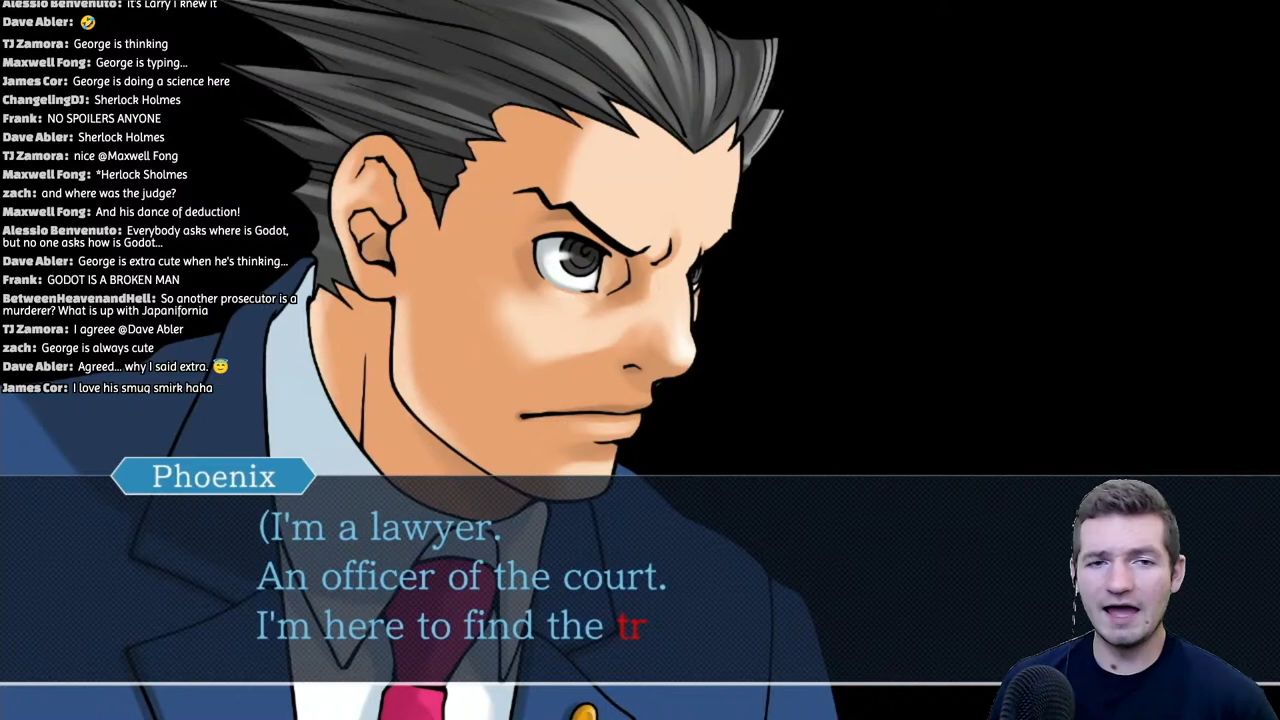 Alessio Benvenuto: it's Larry I knew it
Dave Abler: 🤣
TJ Zamora: George is thinking
Maxwell Fong: George is typing...
James Cor: George is doing a science here
ChangelingDJ: Sherlock Holmes
Frank: NO SPOILERS ANYONE
Dave Abler: Sherlock Holmes
TJ Zamora: nice @Maxwell Fong
Maxwell Fong: *Herlock Sholmes
zach: and where was the judge?
Maxwell Fong: And his dance of deduction!
Alessio Benvenuto: Everybody asks where is Godot,
but no one asks how is Godot...
Dave Abler: George is extra cute when he's thinking...
Frank: GODOT IS A BROKEN MAN
BetweenHeavenandHell: So another prosecutor is a
murderer? What is up with Japanifornia
TJ Zamora: I agreee @Dave Abler
zach: George is always cute
Dave Abler: Agreed... why I said extra. 😇
James Cor: I love his smug smirk haha
Phoenix
(I'm a lawyer.
An officer of the court.
I'm here to find the tr